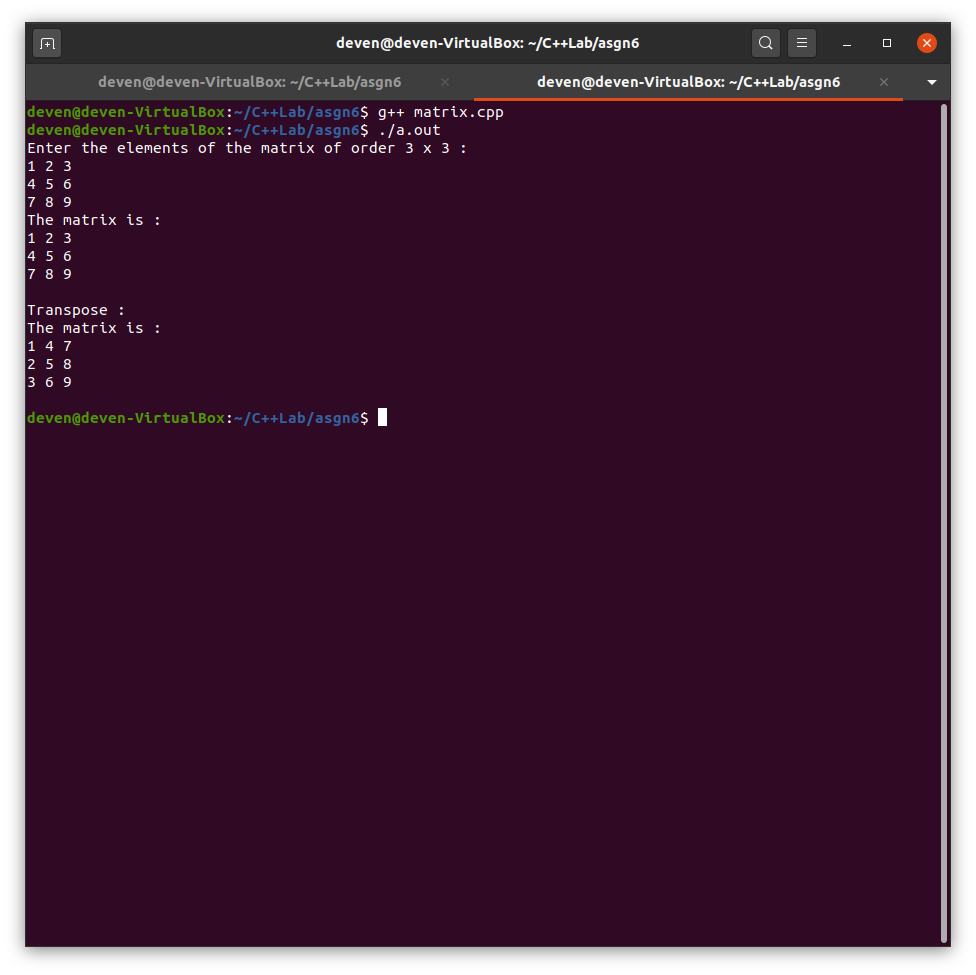 deven@deven-VirtualBox: ~/C++Lab/asgn6
deven@deven-VirtualBox: ~/C++Lab/asgn6
deven@deven-VirtualBox: ~/C++Lab/asgn6
deven@deven-VirtualBox:~/C++Lab/asgn6$ g++ matrix.cpp
deven@deven-VirtualBox:~/C++Lab/asgn6$ ./a.out
Enter the elements of the matrix of order 3 x 3 :
1 2 3
4 5 6
7 8 9
The matrix is :
1 2 3
4 5 6
7 8 9
Transpose :
The matrix is :
1 4 7
2 5 8
3 6 9
deven@deven-VirtualBox:~/C++Lab/asgn6$